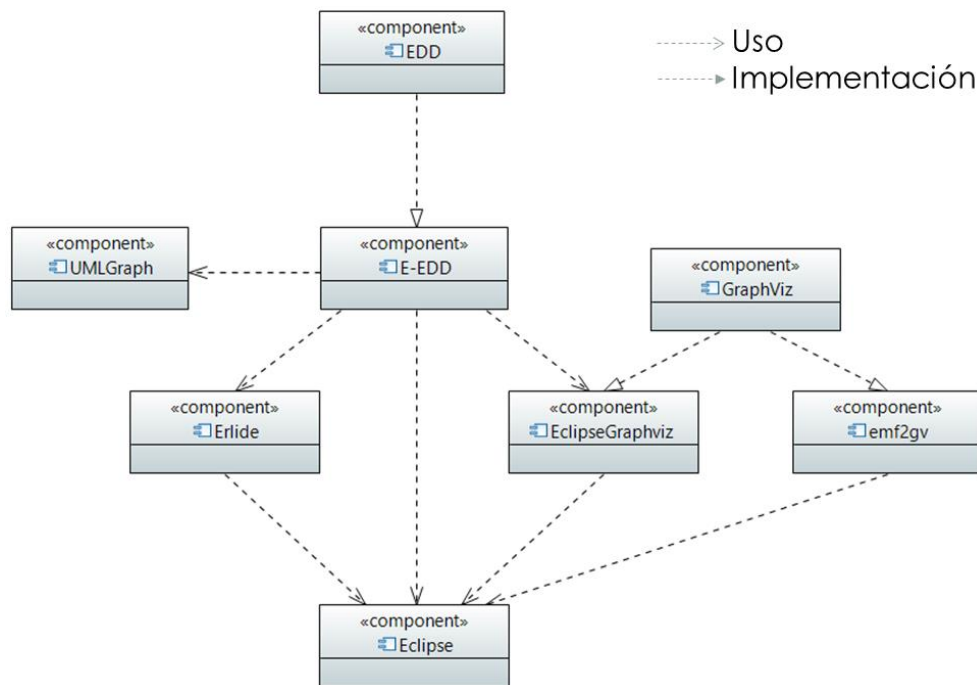 «component»
EDD
Uso
Implementación
«component»
UMLGraph
«component»
E-EDD
«component»
GraphViz
«component»
Erlide
«component»
EclipseGraphviz
«component»
emf2gv
«component»
Eclipse